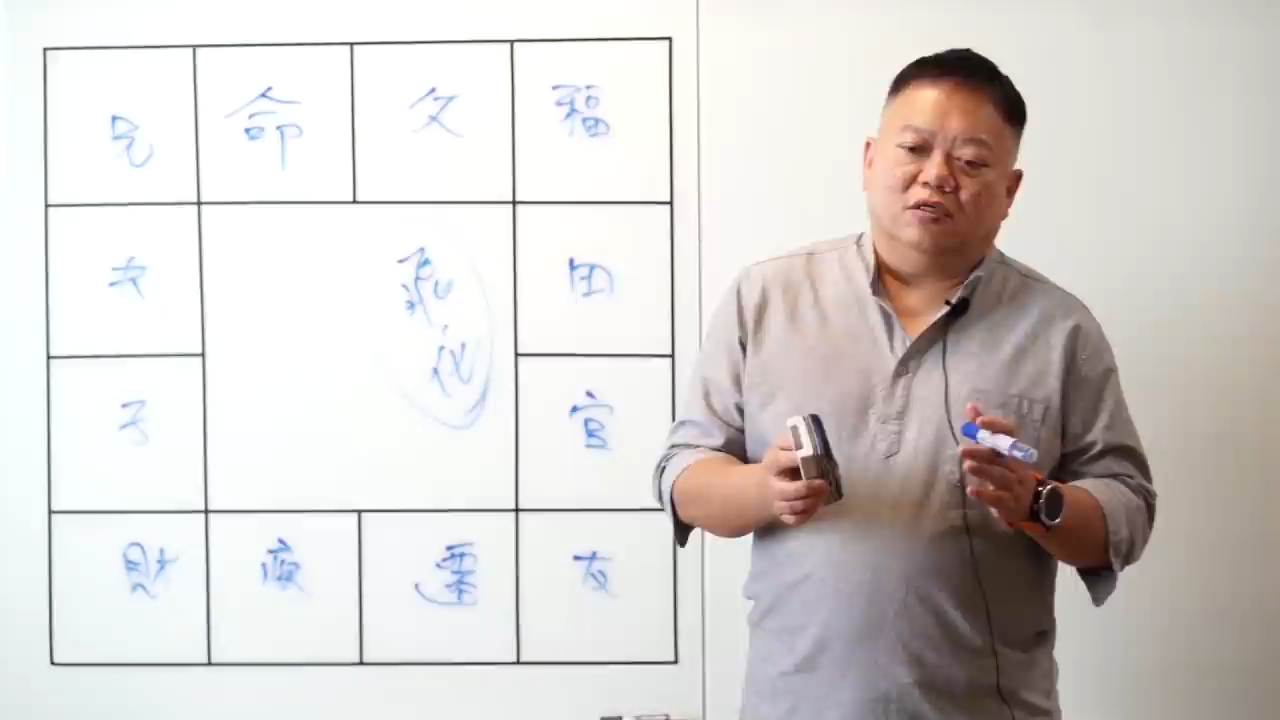 兄 命 父 福
夫 田
飛化
子 官
財 疾 遷 友